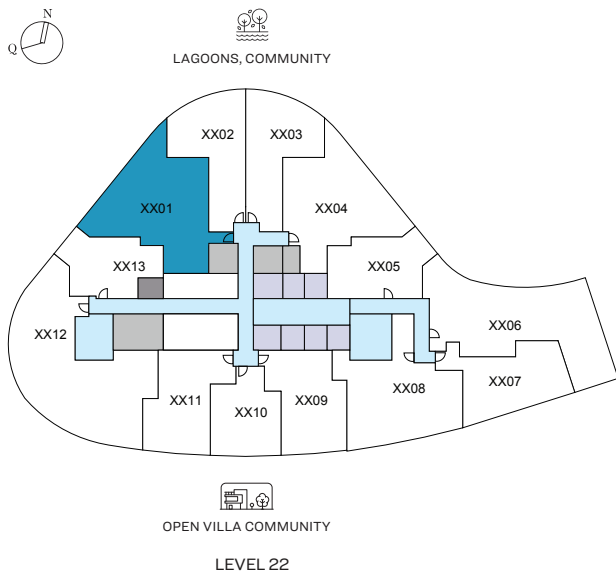 N
Q
LAGOONS, COMMUNITY
XX02
XX03
XX01
XX04
XX13
XX05
XX12
XX06
XX08
XX07
XX11
XX10
XX09
OPEN VILLA COMMUNITY
LEVEL 22